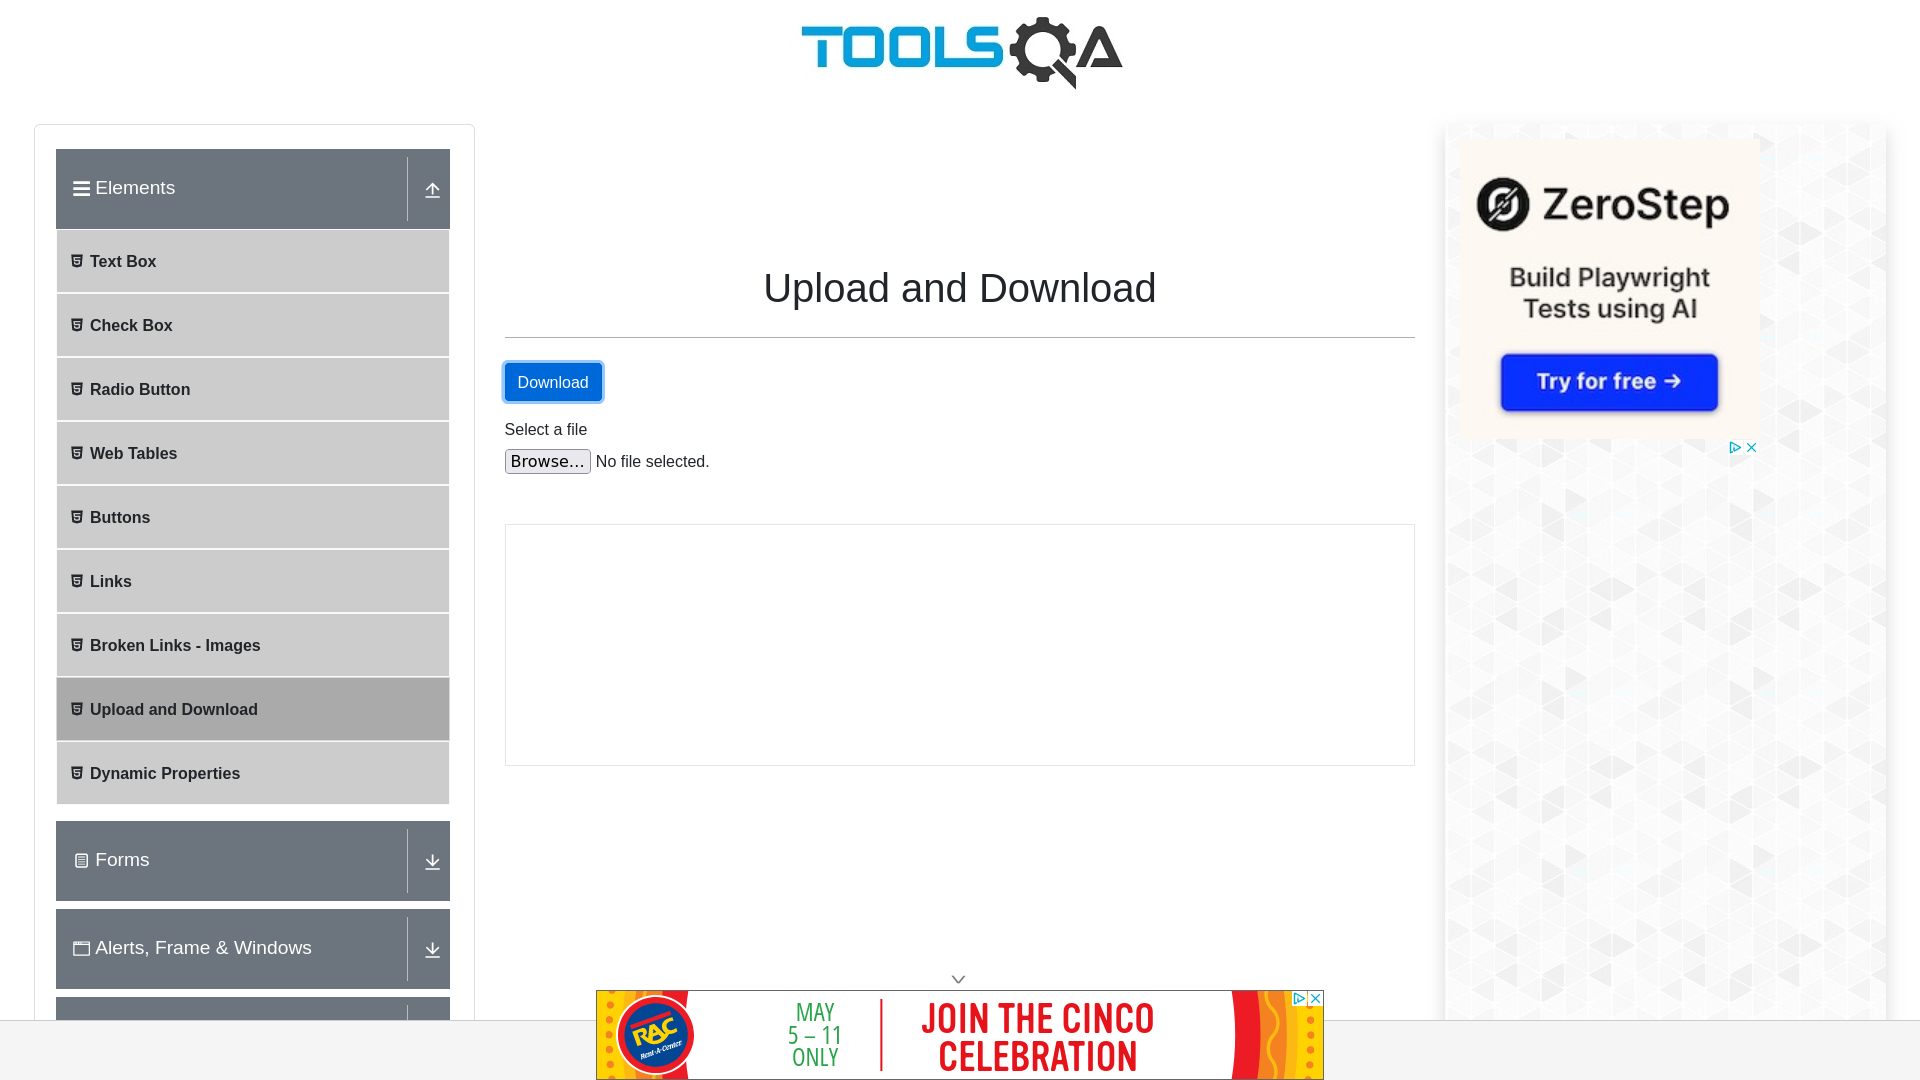 TOOLSQA
Elements
Text Box
Check Box
Radio Button
Web Tables
Buttons
Links
Broken Links - Images
Upload and Download
Dynamic Properties
Forms
Alerts, Frame & Windows
Upload and Download
Download
Select a file
Browse... No file selected.
ZeroStep
Build Playwright
Tests using AI
Try for free →
RAC
Rent-A-Center
MAY
5 – 11
ONLY
JOIN THE CINCO
CELEBRATION